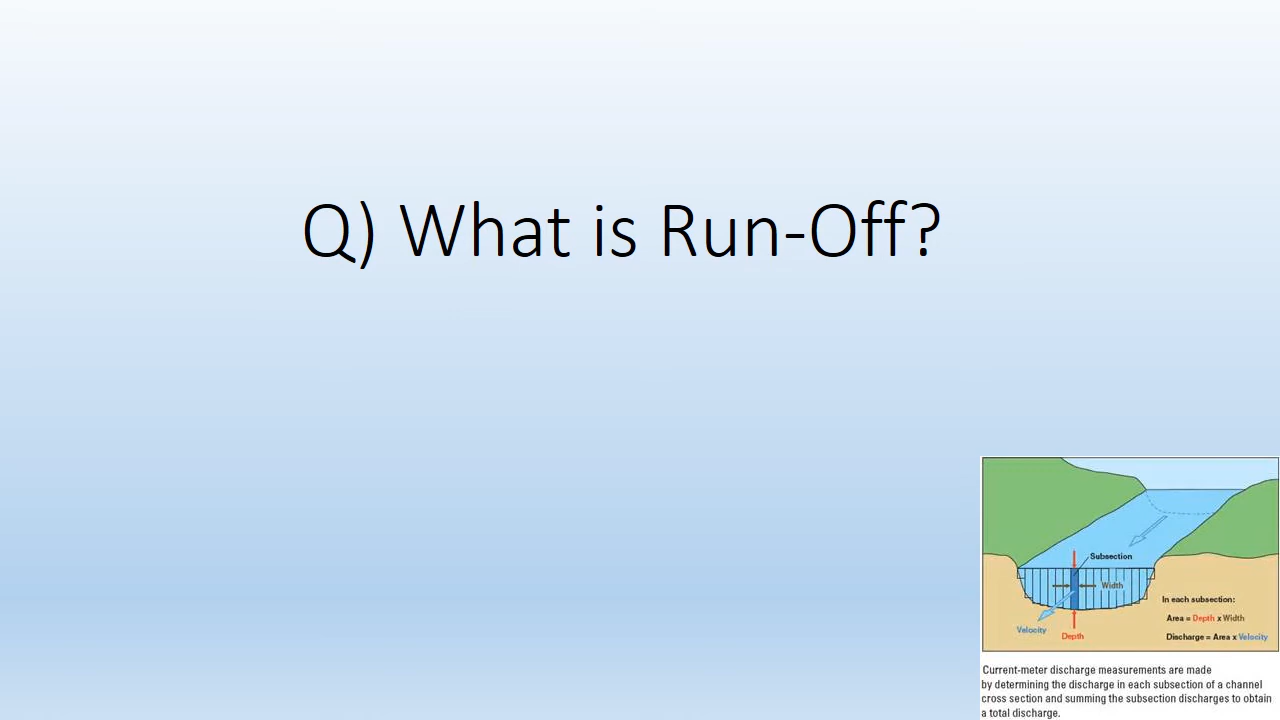 Q) What is Run-Off?
Subsection
Width
In each subsection:
Area = Depth x Width
Velocity
Depth
Discharge = Area x Velocity
Current-meter discharge measurements are made
by determining the discharge in each subsection of a channel
cross section and summing the subsection discharges to obtain
a total discharge.